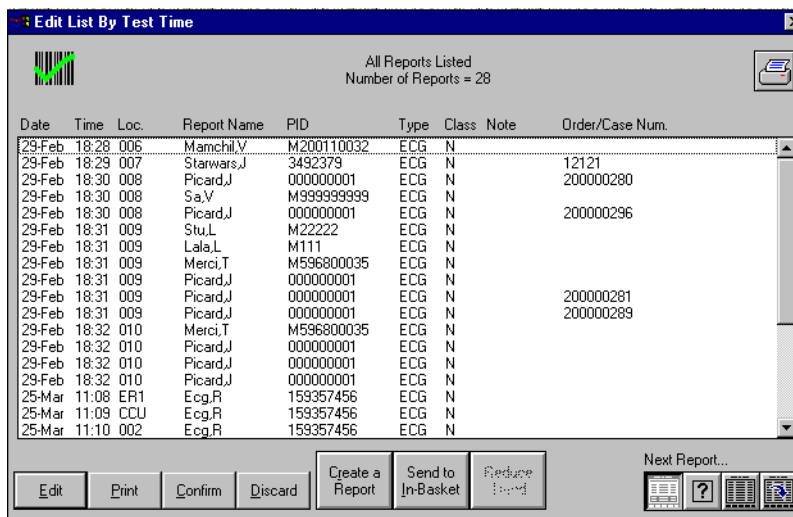 Edit List By Test Time
All Reports Listed
Number of Reports = 28
Date Time Loc. Report Name PID Type Class Note Order/Case Num.
29-Feb 18:28 006 Mamchil,V M200110032 ECG N
29-Feb 18:29 007 Starwars,J 3492379 ECG N 12121
29-Feb 18:30 008 Picard,J 000000001 ECG N 200000280
29-Feb 18:30 008 Sa,V M999999999 ECG N
29-Feb 18:30 008 Picard,J 000000001 ECG N 200000296
29-Feb 18:31 009 Stu,L M22222 ECG N
29-Feb 18:31 009 Lala,L M111 ECG N
29-Feb 18:31 009 Merci,T M596800035 ECG N
29-Feb 18:31 009 Picard,J 000000001 ECG N
29-Feb 18:31 009 Picard,J 000000001 ECG N 200000281
29-Feb 18:31 009 Picard,J 000000001 ECG N 200000289
29-Feb 18:32 010 Merci,T M596800035 ECG N
29-Feb 18:32 010 Picard,J 000000001 ECG N
29-Feb 18:32 010 Picard,J 000000001 ECG N
29-Feb 18:32 010 Picard,J 000000001 ECG N
25-Mar 11:08 ER1 Ecg,R 159357456 ECG N
25-Mar 11:09 CCU Ecg,R 159357456 ECG N
25-Mar 11:10 002 Ecg,R 159357456 ECG N
Next Report...
Edit Print Confirm Discard
Create a
Report
Send to
In-Basket
Reduce
?